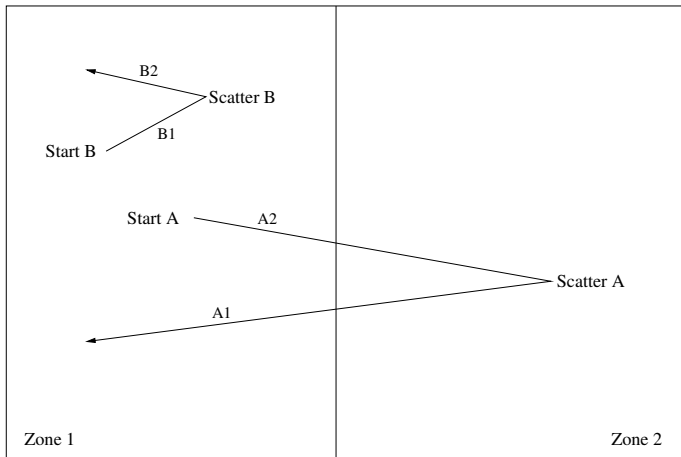 B2
Scatter B
B1
Start B
Start A
A2
Scatter A
A1
Zone 1
Zone 2